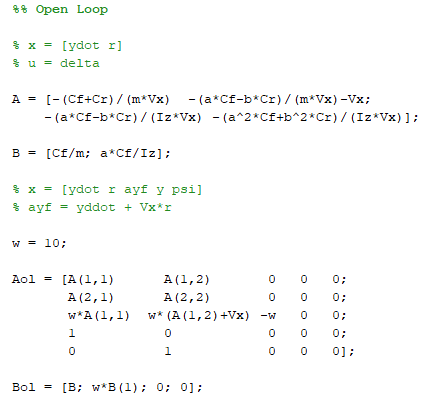 %% Open Loop
% x = [ydot r]
% u = delta
A = [-(Cf+Cr)/(m*Vx) -(a*Cf-b*Cr)/(m*Vx)-Vx;
-(a*Cf-b*Cr)/(Iz*Vx) -(a^2*Cf+b^2*Cr)/(Iz*Vx)];
B = [Cf/m; a*Cf/Iz];
% x = [ydot r ayf y psi]
% ayf = yddot + Vx*r
w = 10;
Aol = [A(1,1) A(1,2) 0 0 0;
A(2,1) A(2,2) 0 0 0;
w*A(1,1) w*(A(1,2)+Vx) -w 0 0;
1 0 0 0 0;
0 1 0 0 0];
Bol = [B; w*B(1); 0; 0];